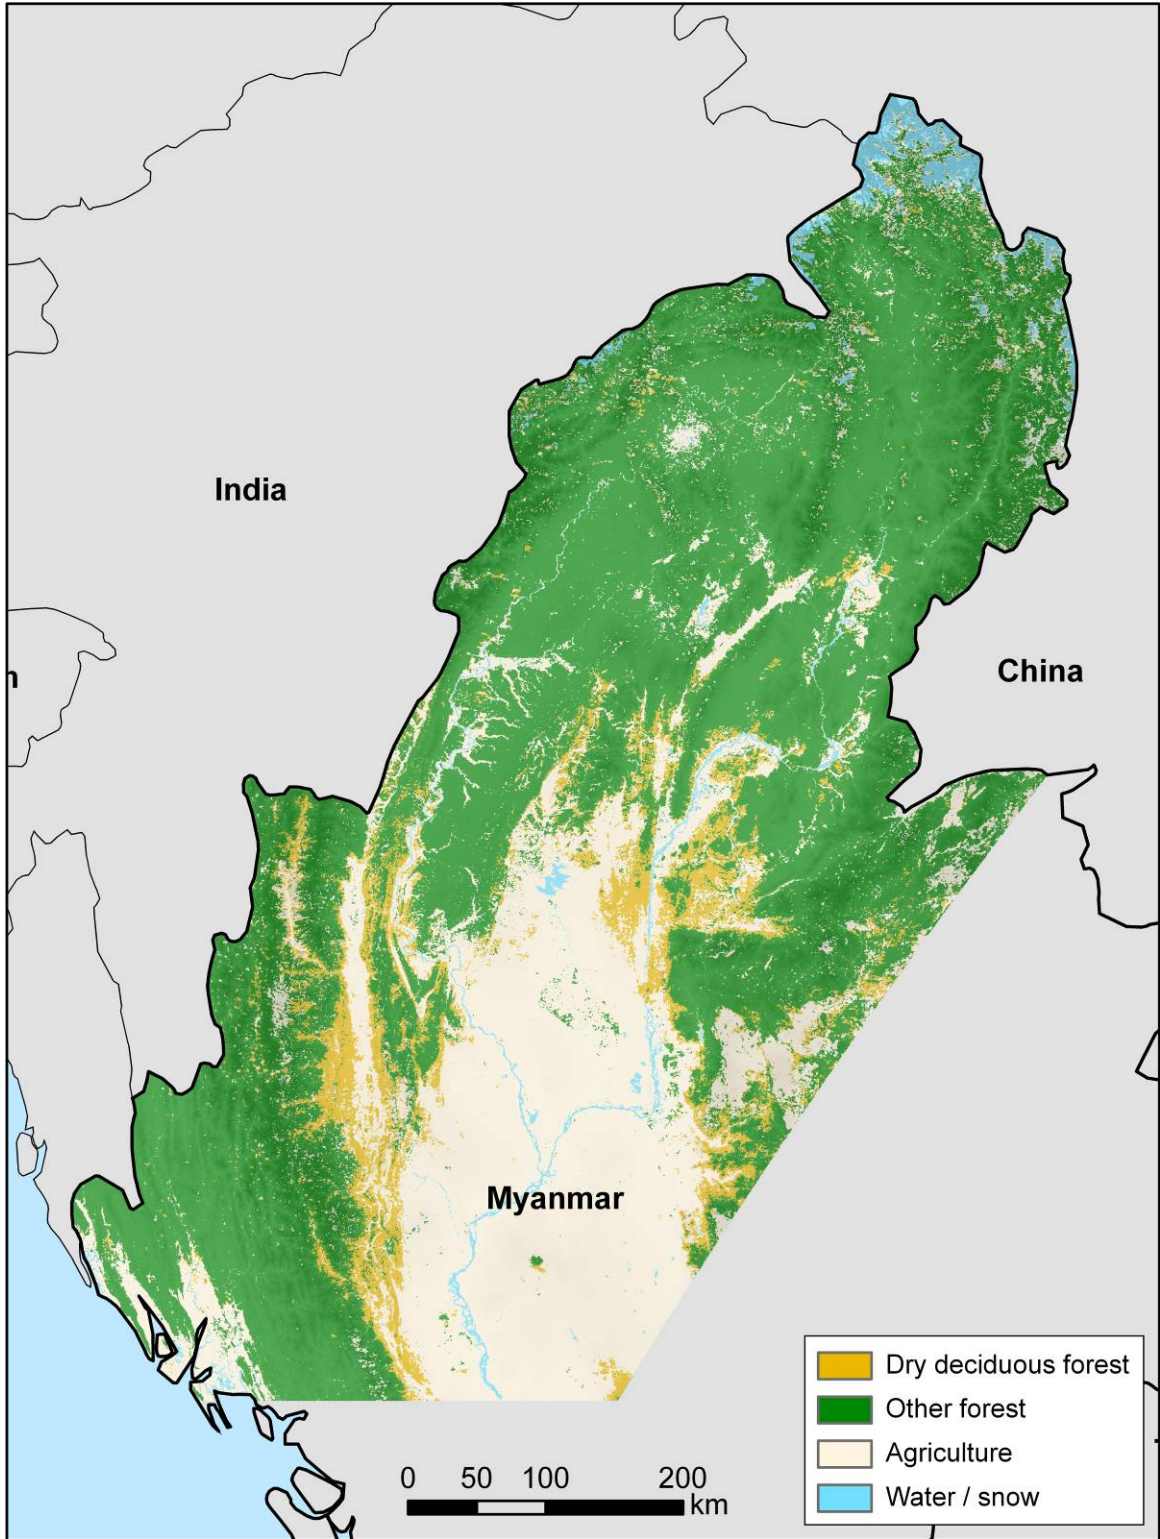 India
n
China
Myanmar
Dry deciduous forest
Other forest
Agriculture
Water / snow
0 50 100 200
km